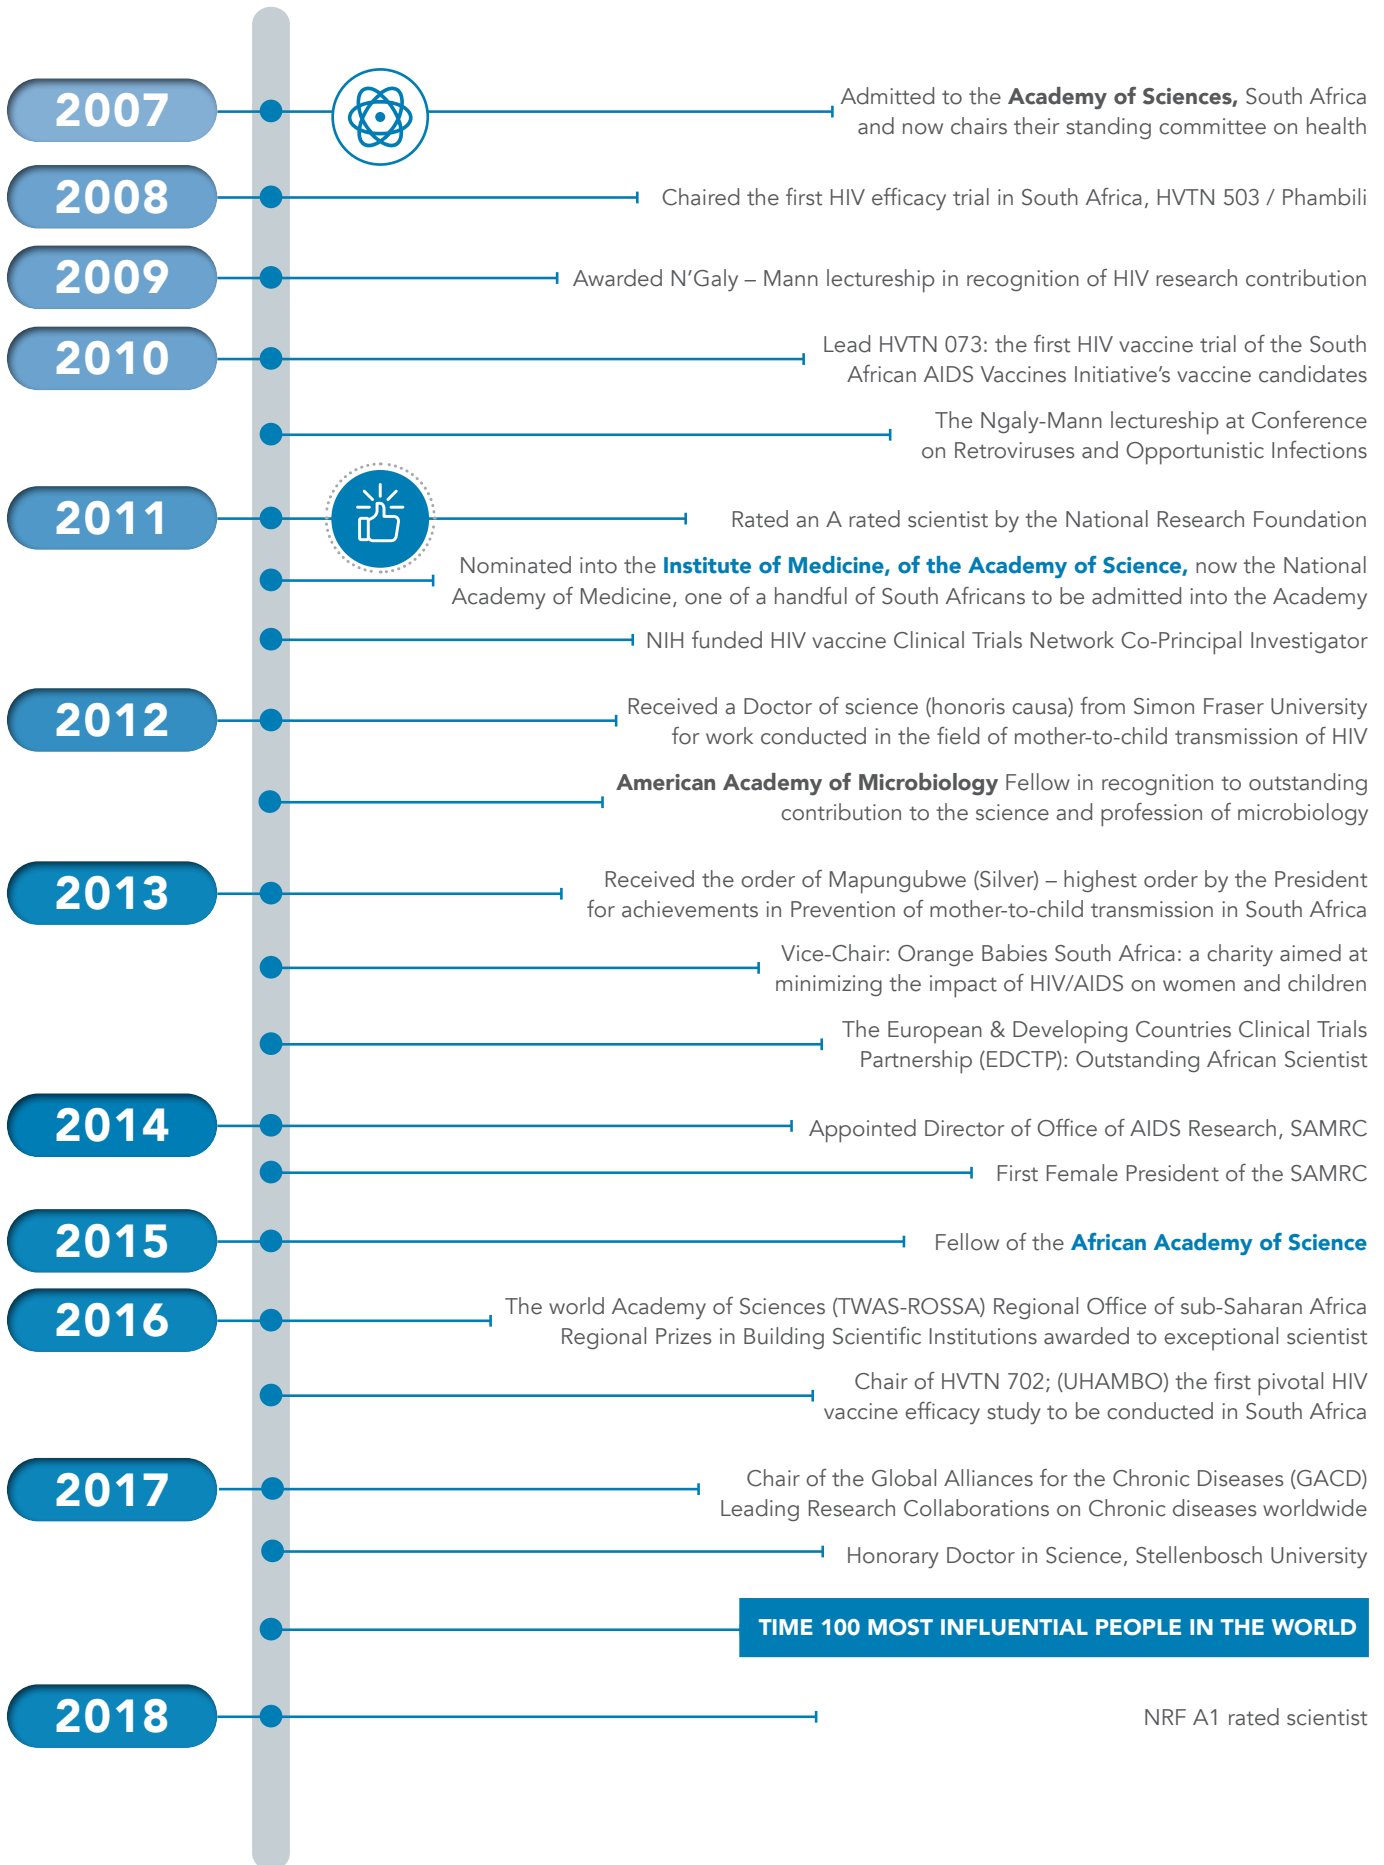 2007
Admitted to the Academy of Sciences, South Africa
and now chairs their standing committee on health
2008
Chaired the first HIV efficacy trial in South Africa, HVTN 503 / Phambili
2009
Awarded N’Galy – Mann lectureship in recognition of HIV research contribution
2010
Lead HVTN 073: the first HIV vaccine trial of the South
African AIDS Vaccines Initiative’s vaccine candidates
The Ngaly-Mann lectureship at Conference
on Retroviruses and Opportunistic Infections
2011
Rated an A rated scientist by the National Research Foundation
Nominated into the Institute of Medicine, of the Academy of Science, now the National
Academy of Medicine, one of a handful of South Africans to be admitted into the Academy
NIH funded HIV vaccine Clinical Trials Network Co-Principal Investigator
2012
Received a Doctor of science (honoris causa) from Simon Fraser University
for work conducted in the field of mother-to-child transmission of HIV
American Academy of Microbiology Fellow in recognition to outstanding
contribution to the science and profession of microbiology
2013
Received the order of Mapungubwe (Silver) – highest order by the President
for achievements in Prevention of mother-to-child transmission in South Africa
Vice-Chair: Orange Babies South Africa: a charity aimed at
minimizing the impact of HIV/AIDS on women and children
The European & Developing Countries Clinical Trials
Partnership (EDCTP): Outstanding African Scientist
2014
Appointed Director of Office of AIDS Research, SAMRC
First Female President of the SAMRC
2015
Fellow of the African Academy of Science
2016
The world Academy of Sciences (TWAS-ROSSA) Regional Office of sub-Saharan Africa
Regional Prizes in Building Scientific Institutions awarded to exceptional scientist
Chair of HVTN 702; (UHAMBO) the first pivotal HIV
vaccine efficacy study to be conducted in South Africa
2017
Chair of the Global Alliances for the Chronic Diseases (GACD)
Leading Research Collaborations on Chronic diseases worldwide
Honorary Doctor in Science, Stellenbosch University
TIME 100 MOST INFLUENTIAL PEOPLE IN THE WORLD
2018
NRF A1 rated scientist